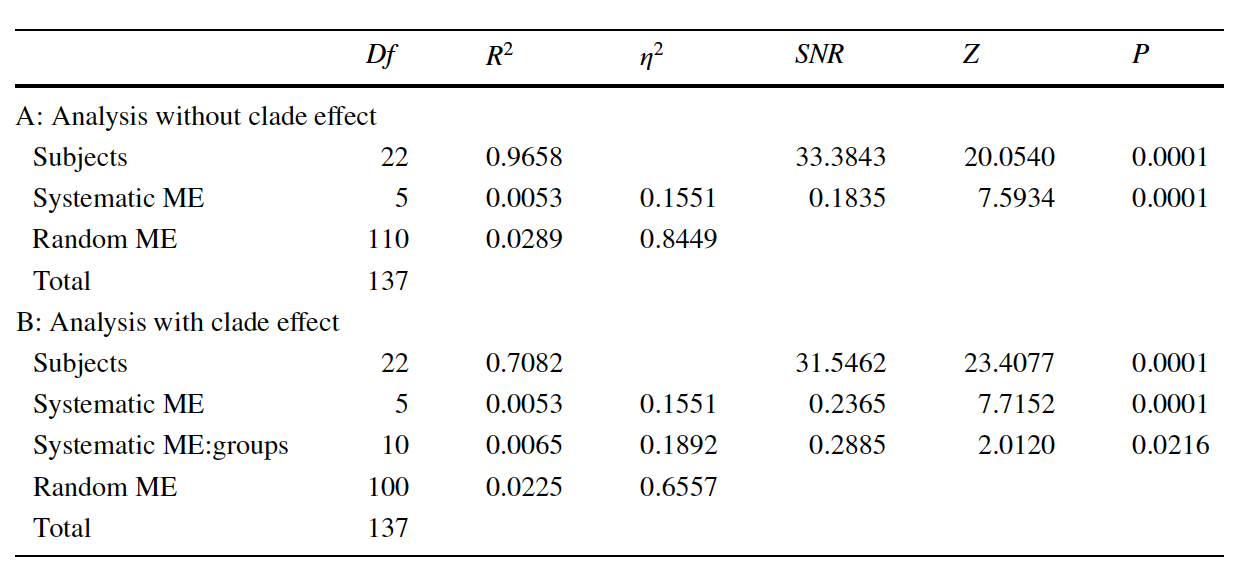 Df R² η² SNR Z P
A: Analysis without clade effect
Subjects 22 0.9658 33.3843 20.0540 0.0001
Systematic ME 5 0.0053 0.1551 0.1835 7.5934 0.0001
Random ME 110 0.0289 0.8449
Total 137
B: Analysis with clade effect
Subjects 22 0.7082 31.5462 23.4077 0.0001
Systematic ME 5 0.0053 0.1551 0.2365 7.7152 0.0001
Systematic ME:groups 10 0.0065 0.1892 0.2885 2.0120 0.0216
Random ME 100 0.0225 0.6557
Total 137